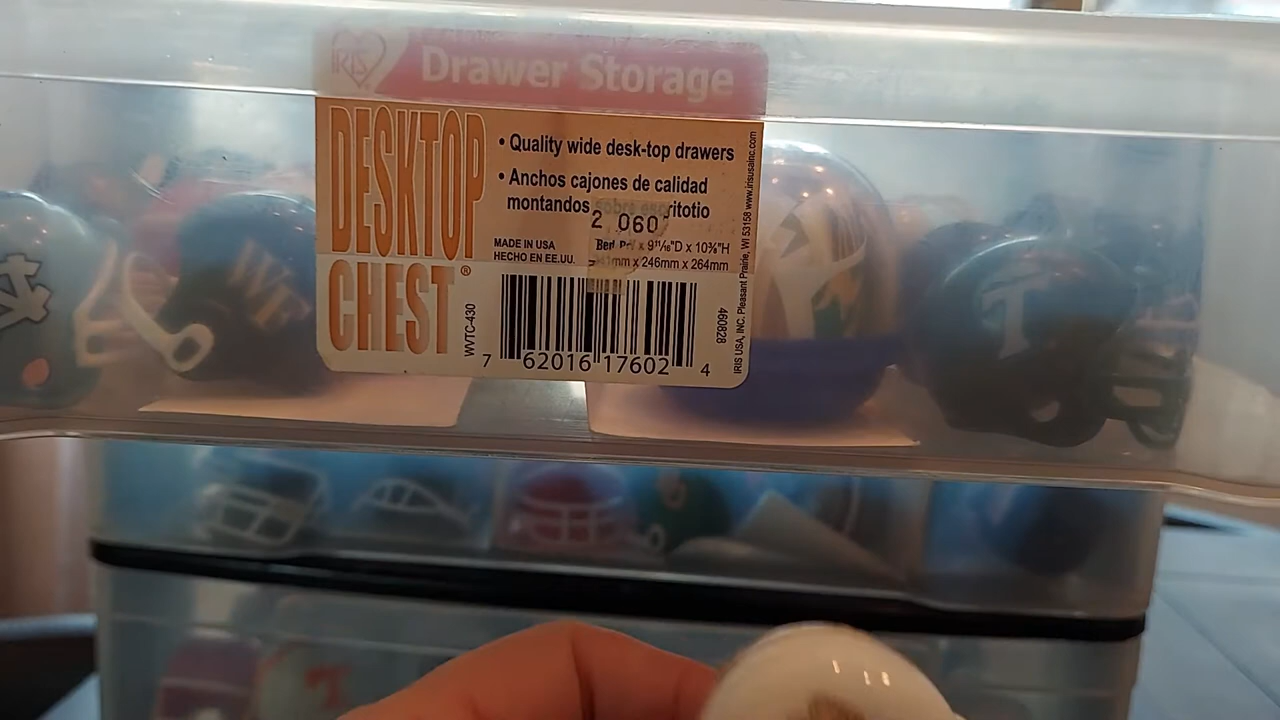 IRIS
Drawer Storage
DESKTOP
CHEST®
• Quality wide desk-top drawers
• Anchos cajones de calidad
montandos sobre escritotio
2 060
MADE IN USA
HECHO EN EE.UU.
x 9¹¹⁄₁₆"D x 10¾"H
mm x 246mm x 264mm
WVTC-430
7 62016 17602 4
460828
IRIS USA, INC. Pleasant Prairie, WI 53158 www.irisusainc.com
WF
T